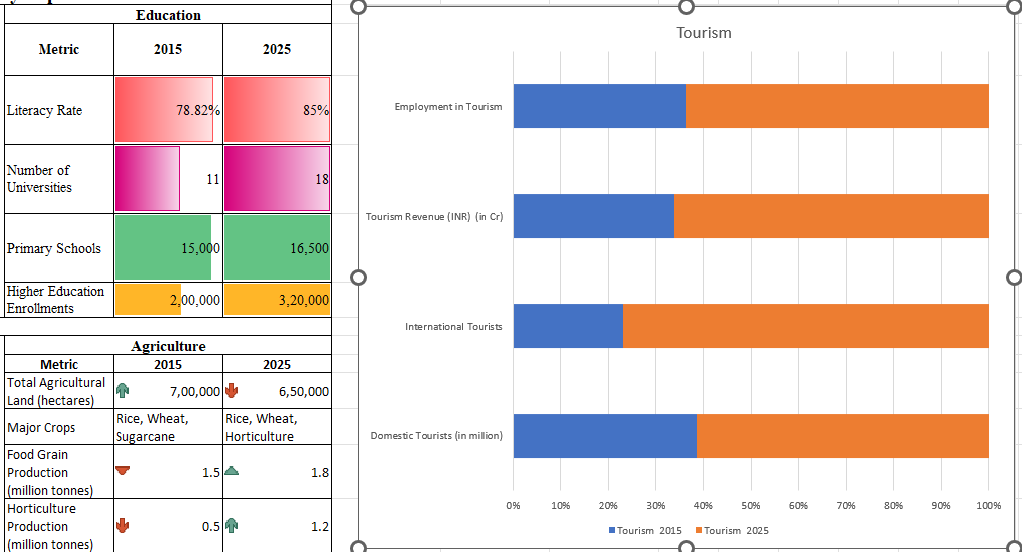 Education
Metric 2015 2025
Literacy Rate 78.82% 85%
Number of
Universities 11 18
Primary Schools 15,000 16,500
Higher Education
Enrollments 2,00,000 3,20,000
Agriculture
Metric 2015 2025
Total Agricultural
Land (hectares) 7,00,000 6,50,000
Major Crops
Rice, Wheat,
Sugarcane
Rice, Wheat,
Horticulture
Food Grain
Production
(million tonnes) 1.5 1.8
Horticulture
Production
(million tonnes) 0.5 1.2
Tourism
Employment in Tourism
Tourism Revenue (INR) (in Cr)
International Tourists
Domestic Tourists (in million)
0% 10% 20% 30% 40% 50% 60% 70% 80% 90% 100%
Tourism 2015 Tourism 2025